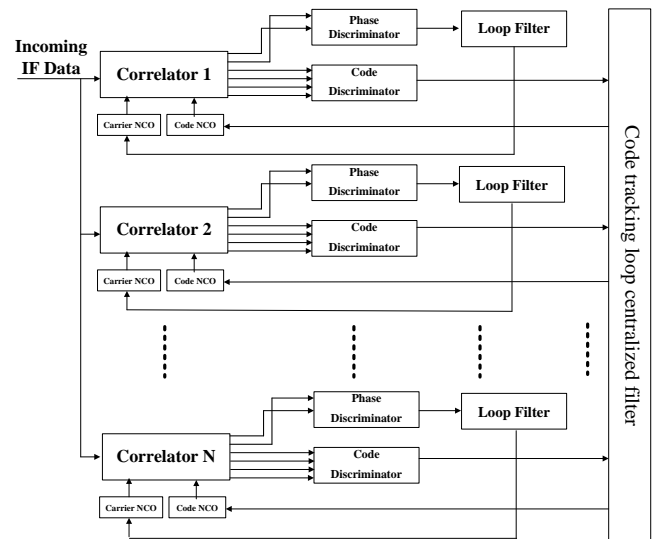 Incoming
IF Data
Correlator 1
Phase
Discriminator
Loop Filter
Code
Discriminator
Carrier NCO
Code NCO
Correlator 2
Phase
Discriminator
Loop Filter
Code
Discriminator
Carrier NCO
Code NCO
Correlator N
Phase
Discriminator
Loop Filter
Code
Discriminator
Carrier NCO
Code NCO
Code tracking loop centralized filter